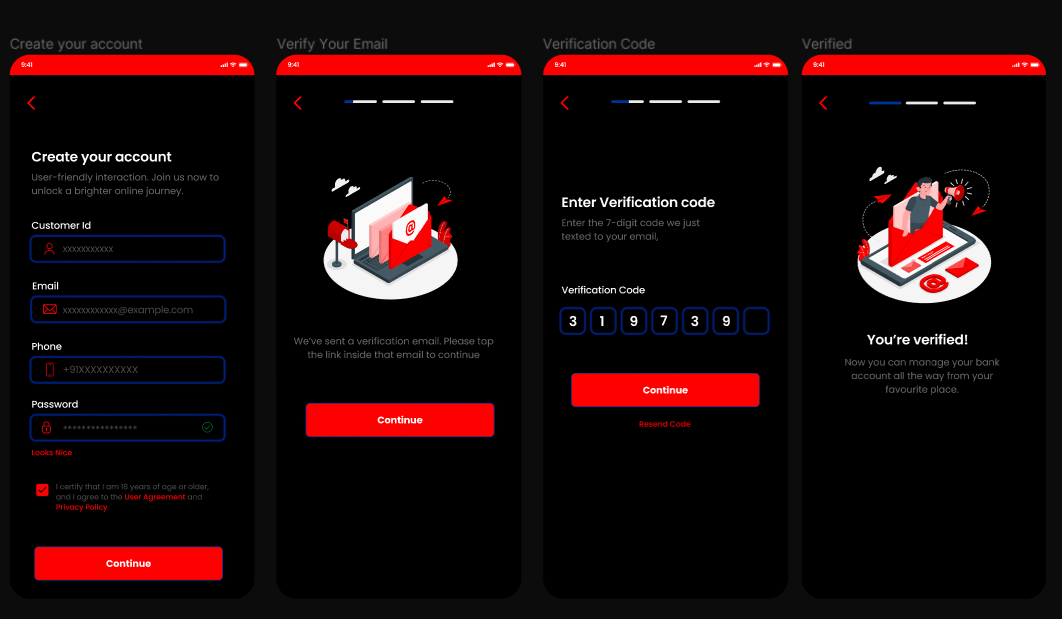 Create your account
9:41
Create your account
User-friendly interaction. Join us now to
unlock a brighter online journey.
Customer Id
xxxxxxxxxxx
Email
xxxxxxxxxxxx@example.com
Phone
+91XXXXXXXXXX
Password
****************
Looks Nice
I certify that I am 18 years of age or older,
and I agree to the User Agreement and
Privacy Policy
Continue
Verify Your Email
9:41
@
We've sent a verification email. Please top
the link inside that email to continue
Continue
Verification Code
9:41
Enter Verification code
Enter the 7-digit code we just
texted to your email,
Verification Code
3 1 9 7 3 9
Continue
Resend Code
Verified
9:41
@
You're verified!
Now you can manage your bank
account all the way from your
favourite place.